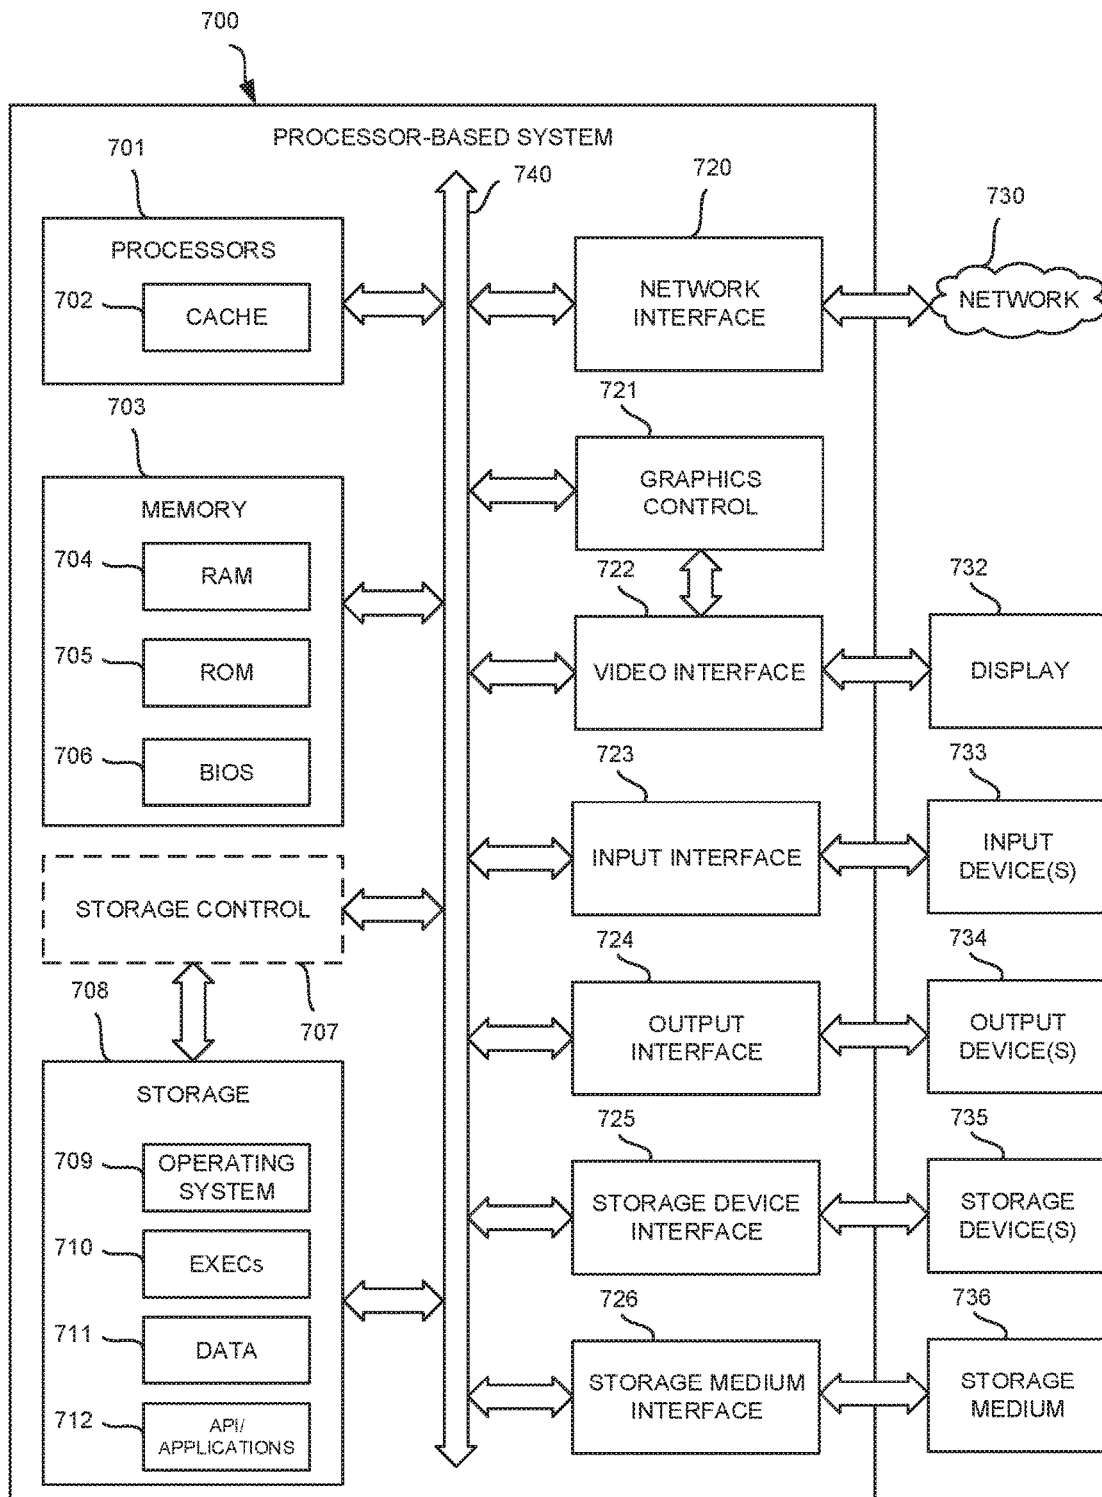 700
PROCESSOR-BASED SYSTEM
701
740
720
730
PROCESSORS
702
CACHE
NETWORK
INTERFACE
NETWORK
703
721
MEMORY
GRAPHICS
CONTROL
704
RAM
722
732
705
ROM
VIDEO INTERFACE
DISPLAY
706
BIOS
723
733
INPUT INTERFACE
INPUT
DEVICE(S)
STORAGE CONTROL
707
724
734
708
OUTPUT
INTERFACE
OUTPUT
DEVICE(S)
STORAGE
709
OPERATING
SYSTEM
725
735
STORAGE DEVICE
INTERFACE
STORAGE
DEVICE(S)
710
EXECs
711
DATA
726
736
STORAGE MEDIUM
INTERFACE
STORAGE
MEDIUM
712
API/
APPLICATIONS